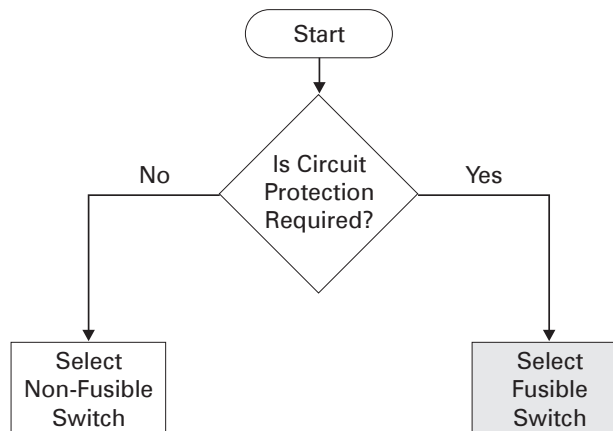 Start
Is Circuit
Protection
Required?
No
Yes
Select
Non-Fusible
Switch
Select
Fusible
Switch